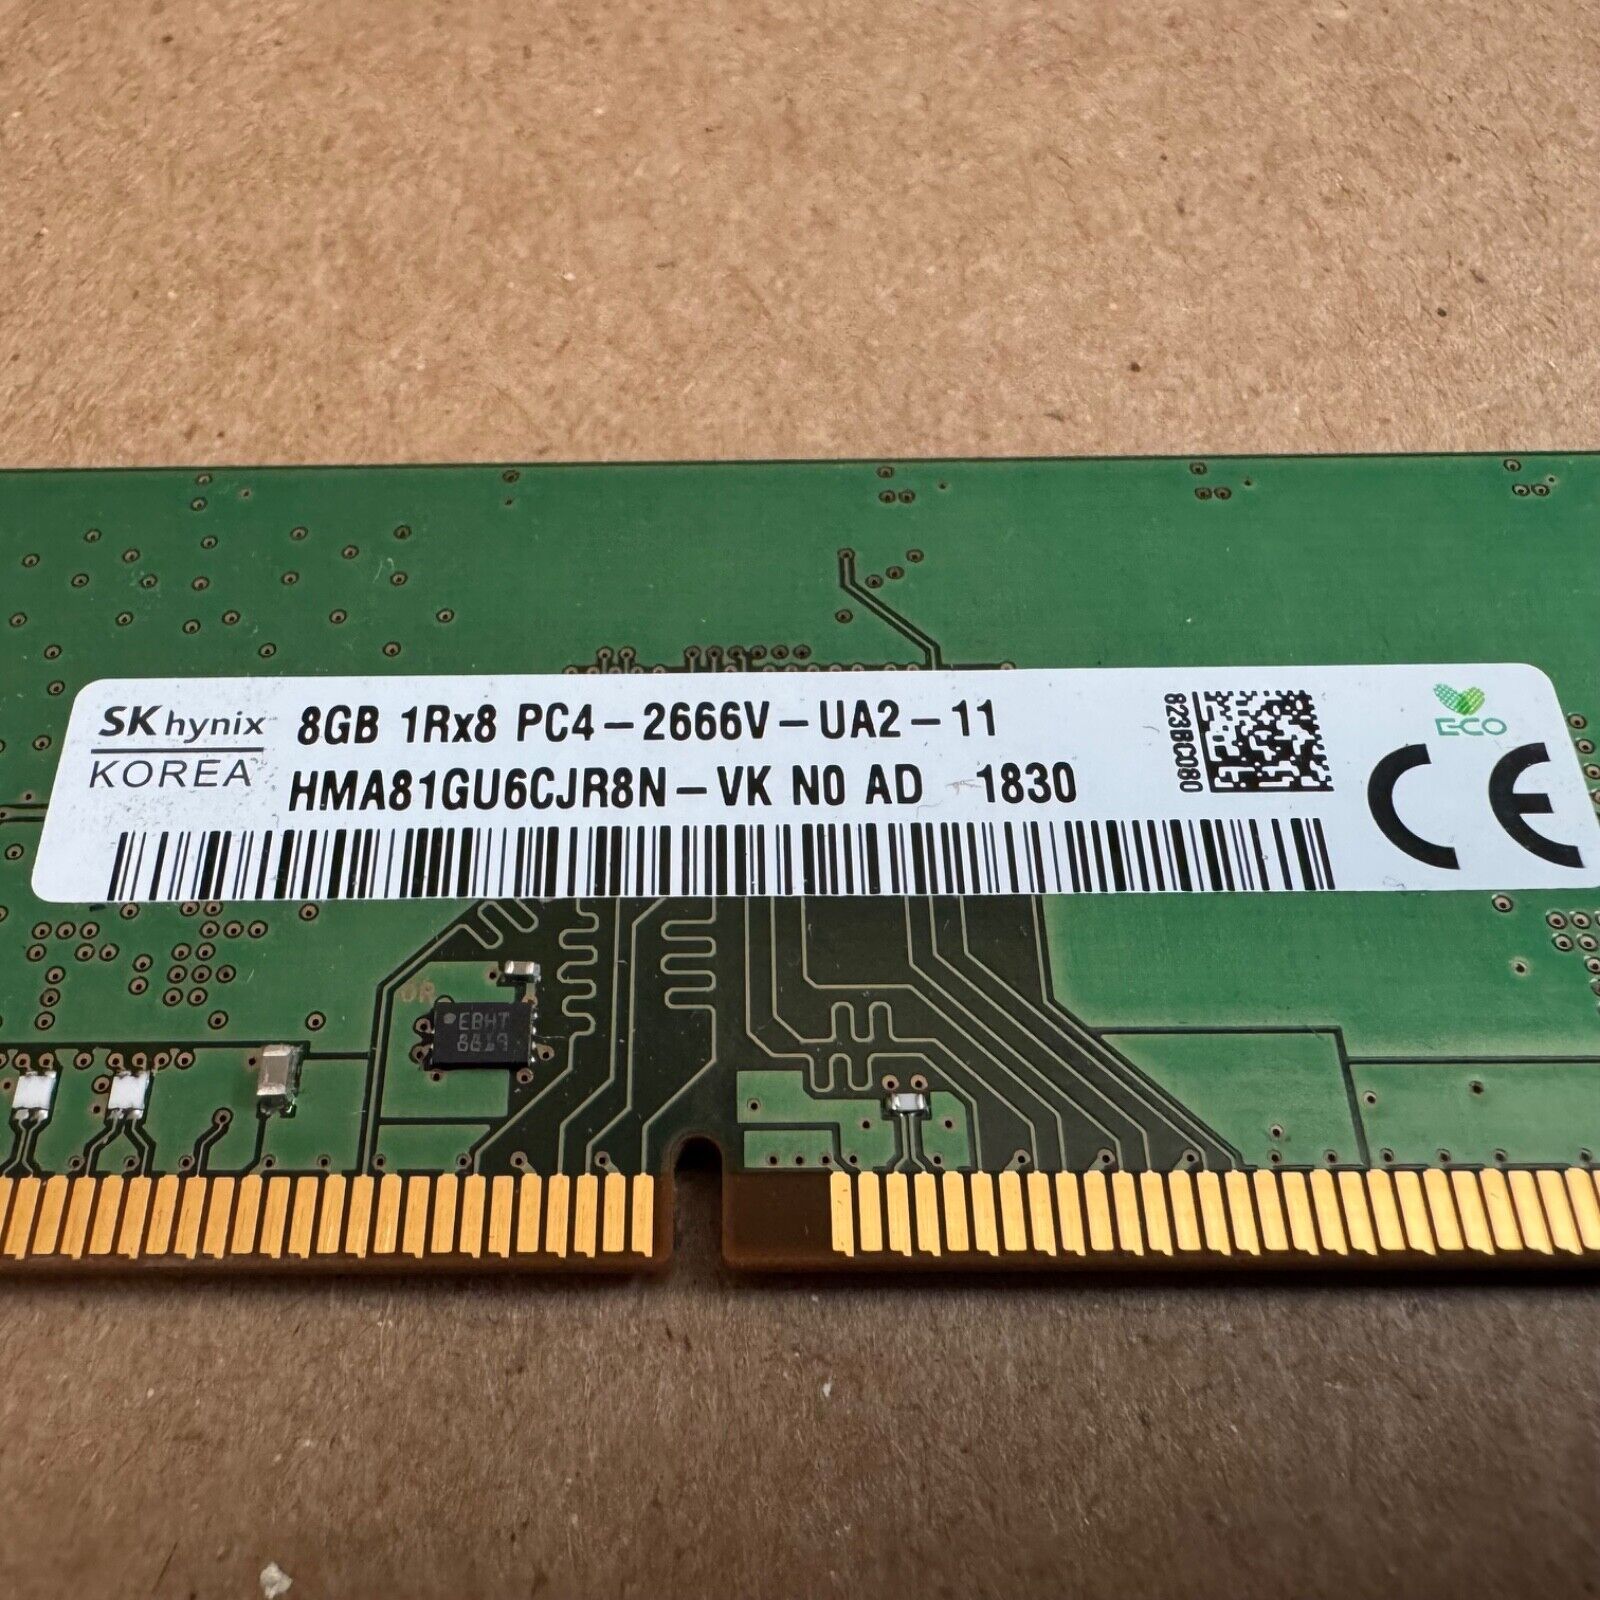 SK hynix
KOREA
8GB 1Rx8 PC4-2666V-UA2-11
HMA81GU6CJR8N-VK N0 AD 1830
823BC080
ECO
CE
EBHT